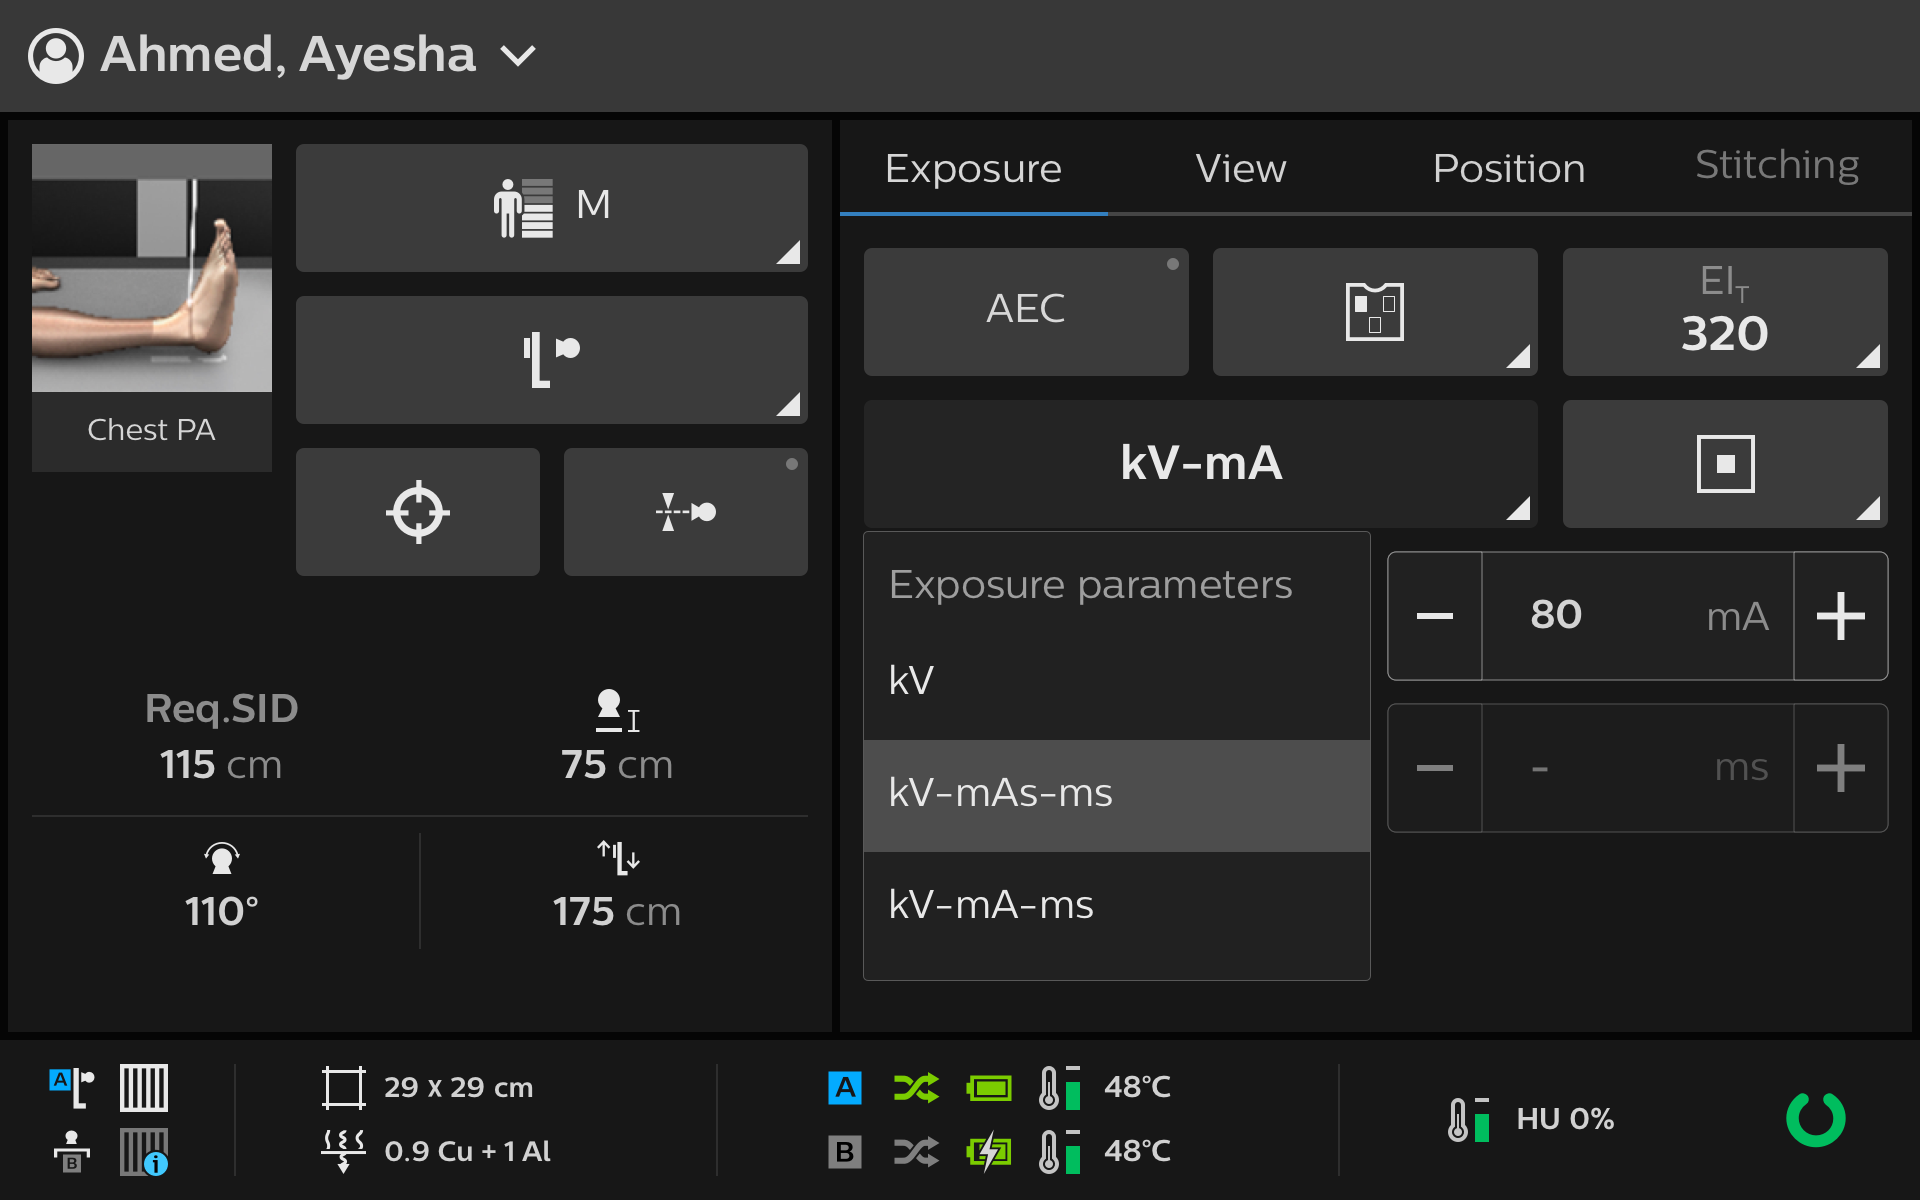 Ahmed, Ayesha
Chest PA
M
Req.SID
115 cm
75 cm
110°
175 cm
Exposure
View
Position
Stitching
AEC
EIT
320
kV-mA
Exposure parameters
kV
kV-mAs-ms
kV-mA-ms
80 mA
- ms
A
B
i
29 x 29 cm
0.9 Cu + 1 Al
A 48°C
B 48°C
HU 0%